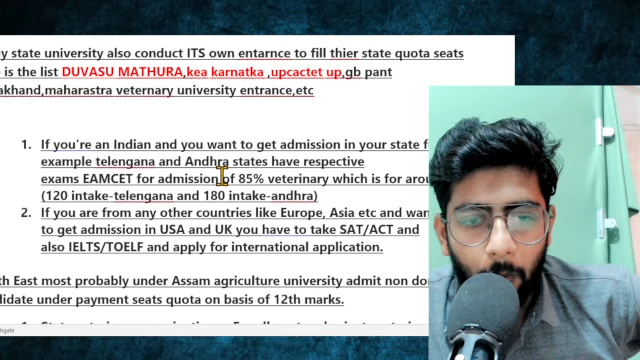 y state university also conduct ITS own entarnce to fill thier state quota seats
is the list DUVASU MATHURA,kea karnatka ,upcactet up,gb pant
akhand,maharastra veternary university entrance,etc
1. If you're an Indian and you want to get admission in your state f
example telengana and Andhra states have respective
exams EAMCET for admission of 85% veterinary which is for arou
(120 intake-telengana and 180 intake-andhra)
2. If you are from any other countries like Europe, Asia etc and wan
to get admission in USA and UK you have to take SAT/ACT and
also IELTS/TOELF and apply for international application.
th East most probably under Assam agriculture university admit non do
didate under payment seats quota on basis of 12th marks.